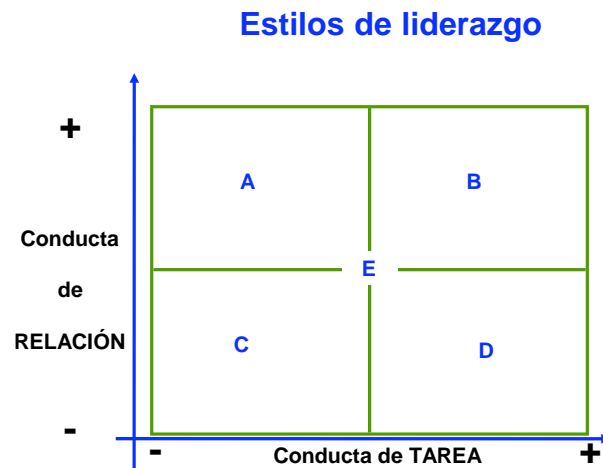 Estilos de liderazgo
+
A
B
Conducta
de
RELACIÓN
E
C
D
-
-
Conducta de TAREA
+